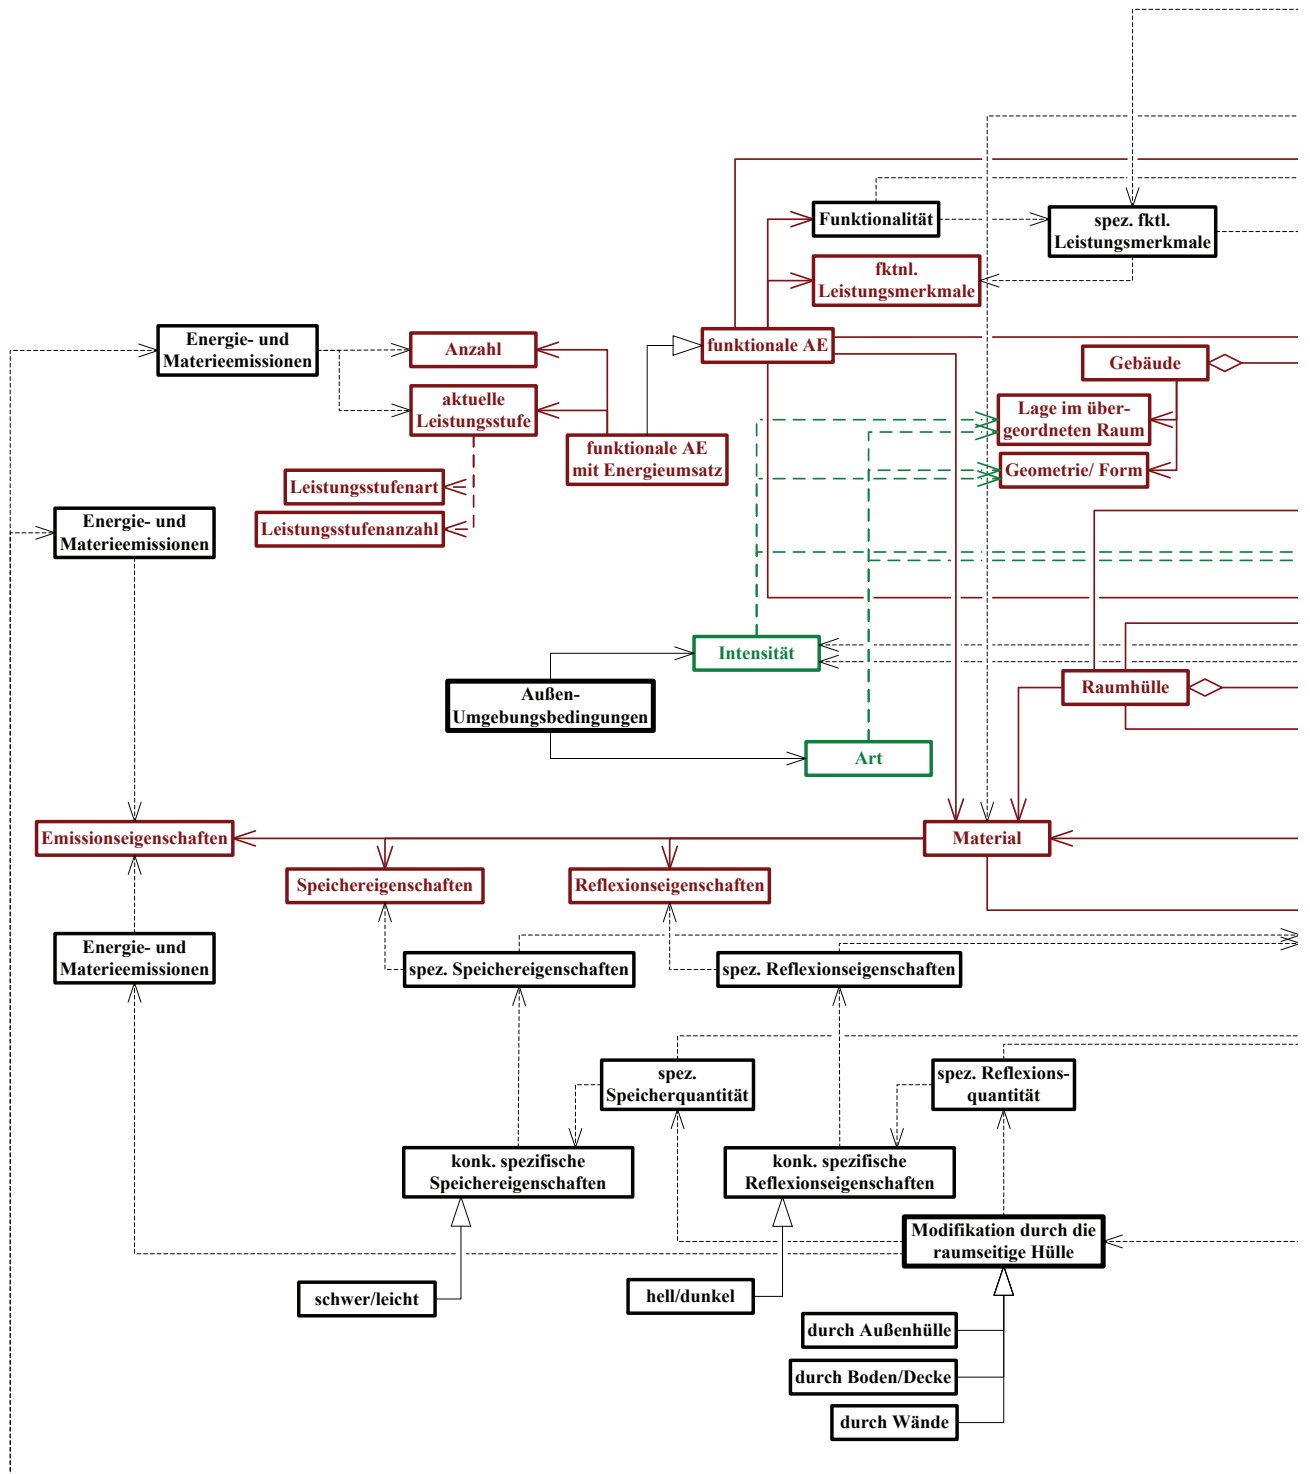 Funktionalität
spez. fktl.
Leistungsmerkmale
fktnl.
Leistungsmerkmale
Energie- und
Materieemissionen
Anzahl
funktionale AE
Gebäude
aktuelle
Leistungsstufe
Lage im über-
geordneten Raum
funktionale AE
mit Energieumsatz
Geometrie/ Form
Leistungsstufenart
Leistungsstufenanzahl
Energie- und
Materieemissionen
Intensität
Außen-
Umgebungsbedingungen
Raumhülle
Art
Emissionseigenschaften
Material
Speichereigenschaften
Reflexionseigenschaften
Energie- und
Materieemissionen
spez. Speichereigenschaften
spez. Reflexionseigenschaften
spez.
Speicherquantität
spez. Reflexions-
quantität
konk. spezifische
Speichereigenschaften
konk. spezifische
Reflexionseigenschaften
Modifikation durch die
raumseitige Hülle
schwer/leicht
hell/dunkel
durch Außenhülle
durch Boden/Decke
durch Wände